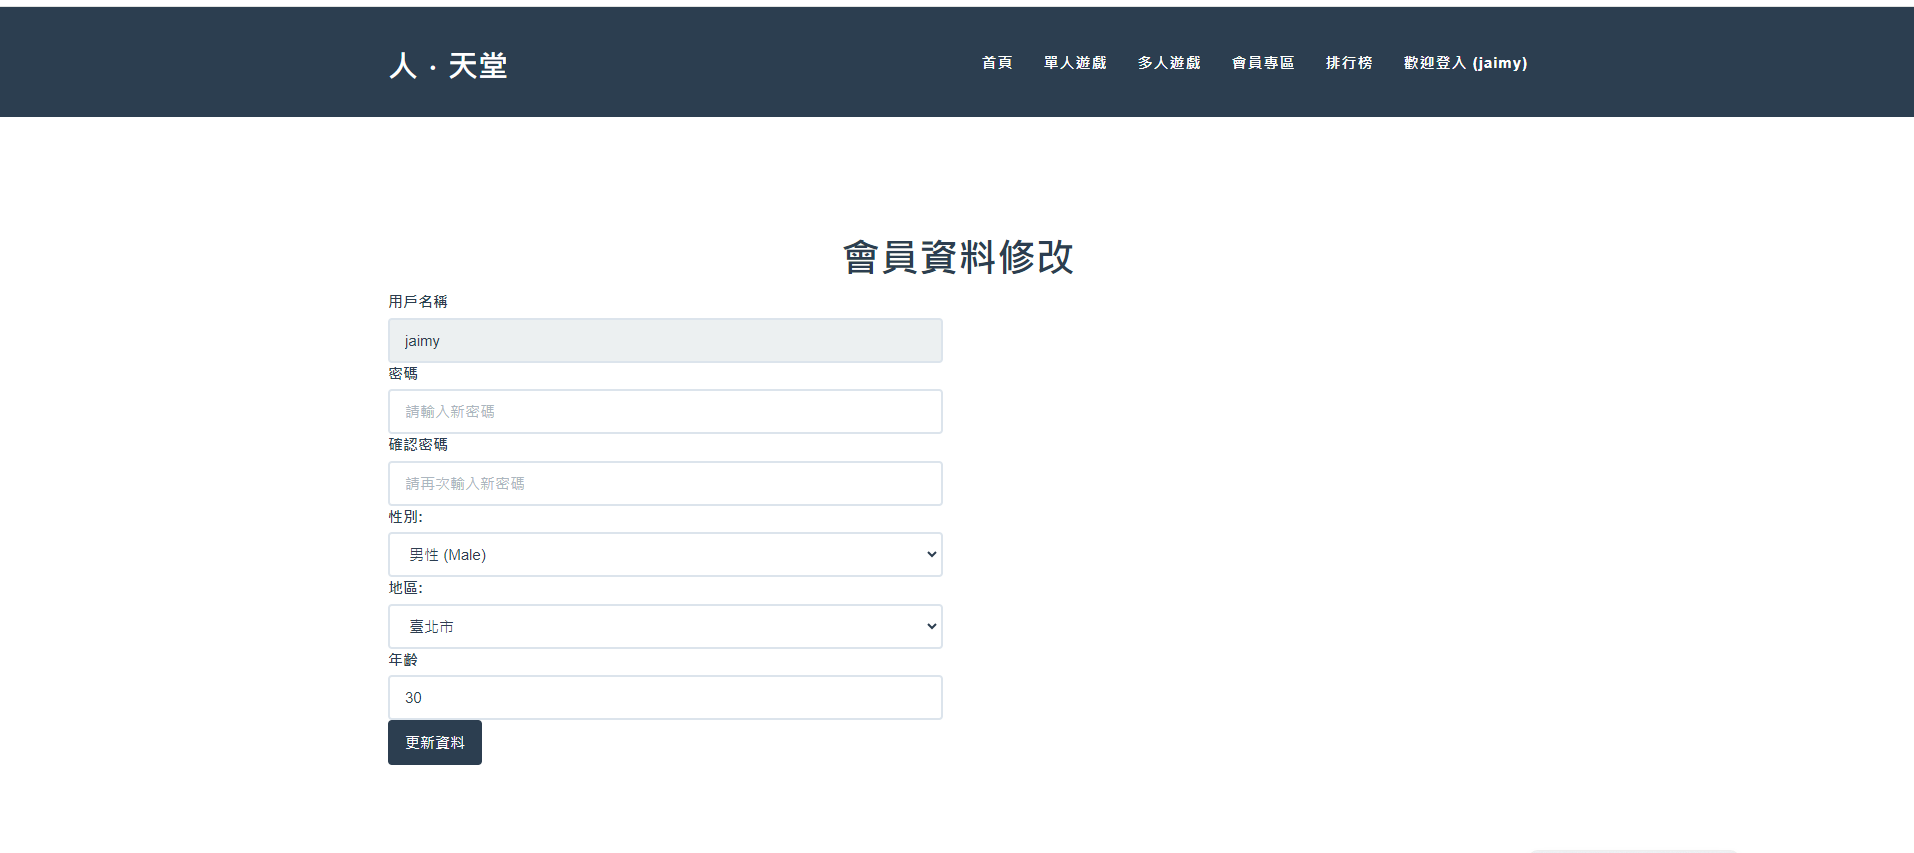 人‧天堂
首頁 單人遊戲 多人遊戲 會員專區 排行榜 歡迎登入 (jaimy)
會員資料修改
用戶名稱
jaimy
密碼
請輸入新密碼
確認密碼
請再次輸入新密碼
性別:
男性 (Male)
地區:
臺北市
年齡
30
更新資料